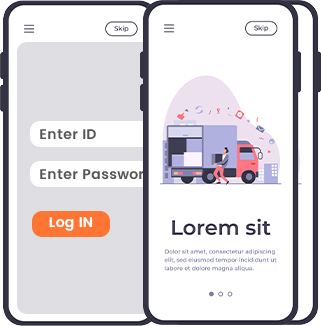 Skip
Enter ID
Enter Passwor
Log IN
Skip
Lorem sit
Dolor sit amet, consectetur adipiscing
elit, sed eiusmod tempor incididunt ut
labore et dolore magna aliqua.